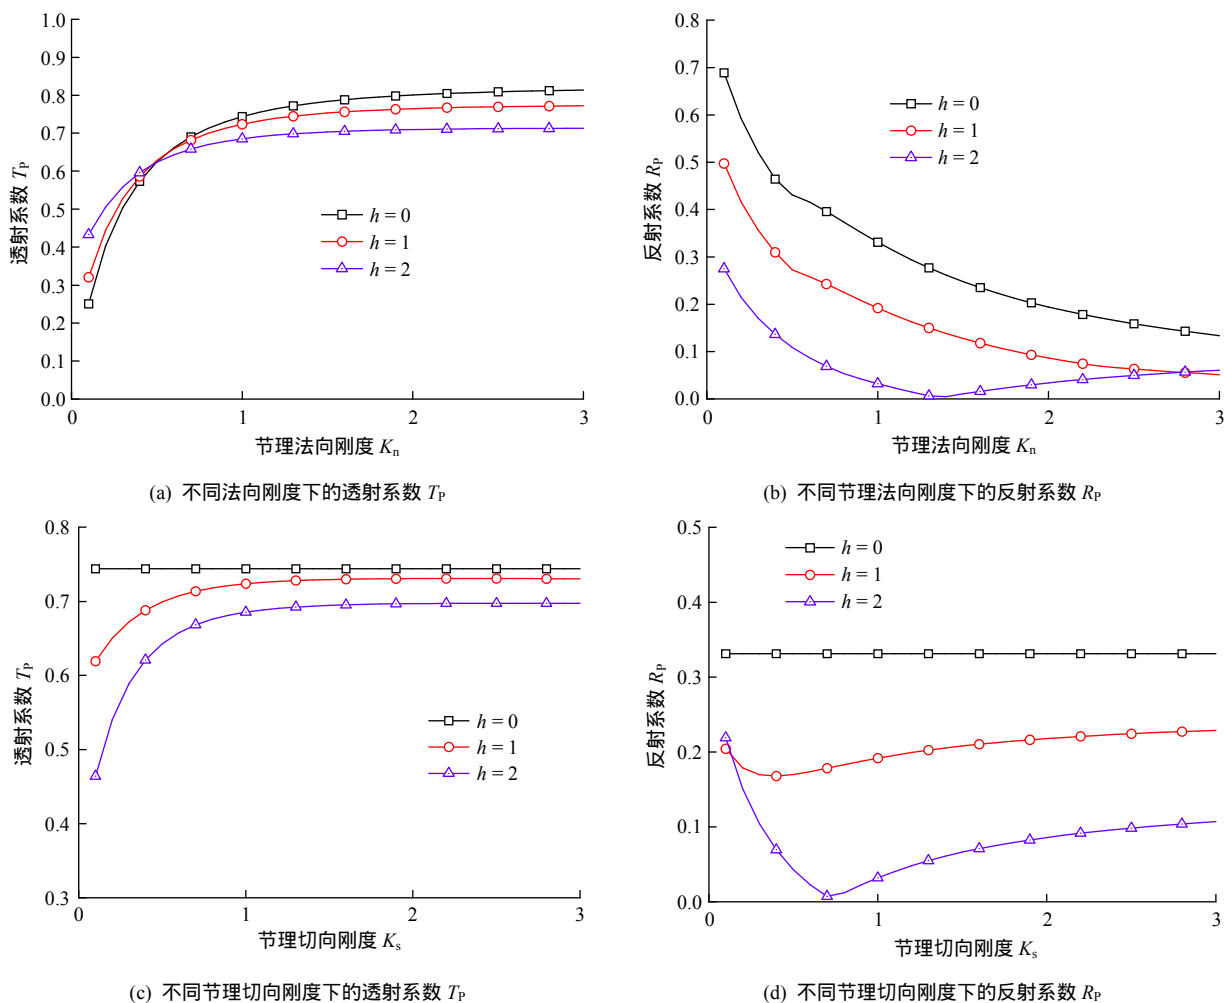 1.0
0.9
0.8
0.7
0.6
0.5
0.4
0.3
0.2
0.1
0.0
透射系数 TP
h = 0
h = 1
h = 2
0 1 2 3
节理法向刚度 Kn
(a) 不同法向刚度下的透射系数 TP
0.8
0.7
0.6
0.5
0.4
0.3
0.2
0.1
0.0
反射系数 RP
h = 0
h = 1
h = 2
0 1 2 3
节理法向刚度 Kn
(b) 不同节理法向刚度下的反射系数 RP
0.8
0.7
0.6
0.5
0.4
0.3
透射系数 TP
h = 0
h = 1
h = 2
0 1 2 3
节理切向刚度 Ks
(c) 不同节理切向刚度下的透射系数 TP
0.5
0.4
0.3
0.2
0.1
0.0
反射系数 RP
h = 0
h = 1
h = 2
0 1 2 3
节理切向刚度 Ks
(d) 不同节理切向刚度下的反射系数 RP